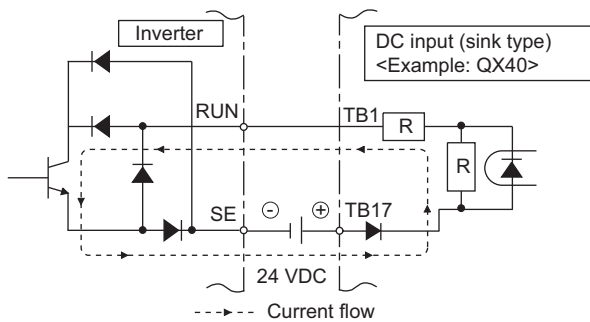 Inverter
DC input (sink type)
<Example: QX40>
RUN
TB1
R
R
SE
⊖
⊕
TB17
24 VDC
Current flow